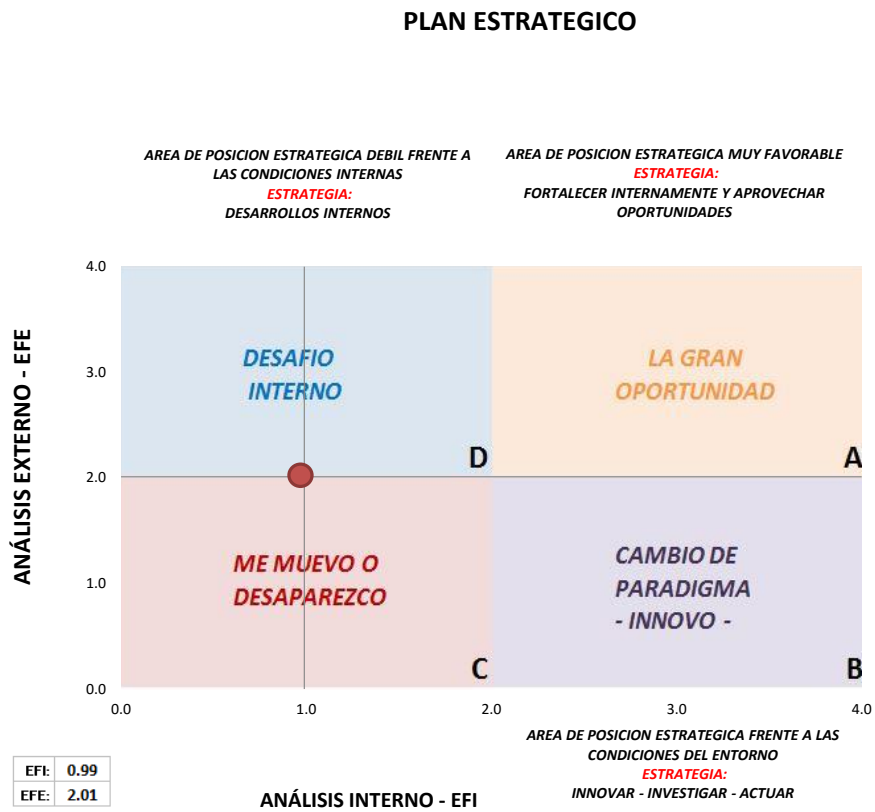 PLAN ESTRATEGICO
AREA DE POSICION ESTRATEGICA DEBIL FRENTE A
LAS CONDICIONES INTERNAS
ESTRATEGIA:
DESARROLLOS INTERNOS
AREA DE POSICION ESTRATEGICA MUY FAVORABLE
ESTRATEGIA:
FORTALECER INTERNAMENTE Y APROVECHAR
OPORTUNIDADES
ANÁLISIS EXTERNO - EFE
4.0
3.0
2.0
1.0
0.0
DESAFIO
INTERNO
D
LA GRAN
OPORTUNIDAD
A
ME MUEVO O
DESAPAREZCO
C
CAMBIO DE
PARADIGMA
- INNOVO -
B
0.0
1.0
2.0
3.0
4.0
AREA DE POSICION ESTRATEGICA FRENTE A LAS
CONDICIONES DEL ENTORNO
ESTRATEGIA:
INNOVAR - INVESTIGAR - ACTUAR
EFI: 0.99
EFE: 2.01
ANÁLISIS INTERNO - EFI